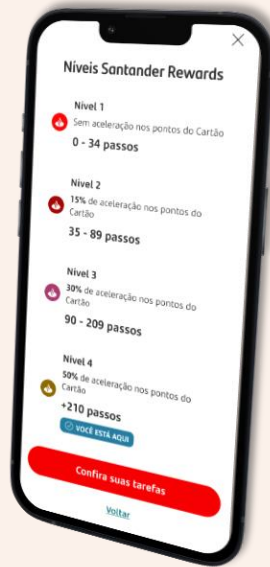 Níveis Santander Rewards
Nível 1
Sem aceleração nos pontos do Cartão
0 - 34 passos
Nível 2
15% de aceleração nos pontos do
Cartão
35 - 89 passos
Nível 3
30% de aceleração nos pontos do
Cartão
90 - 209 passos
Nível 4
50% de aceleração nos pontos do
Cartão
+210 passos
VOCÊ ESTÁ AQUI
Confira suas tarefas
Voltar